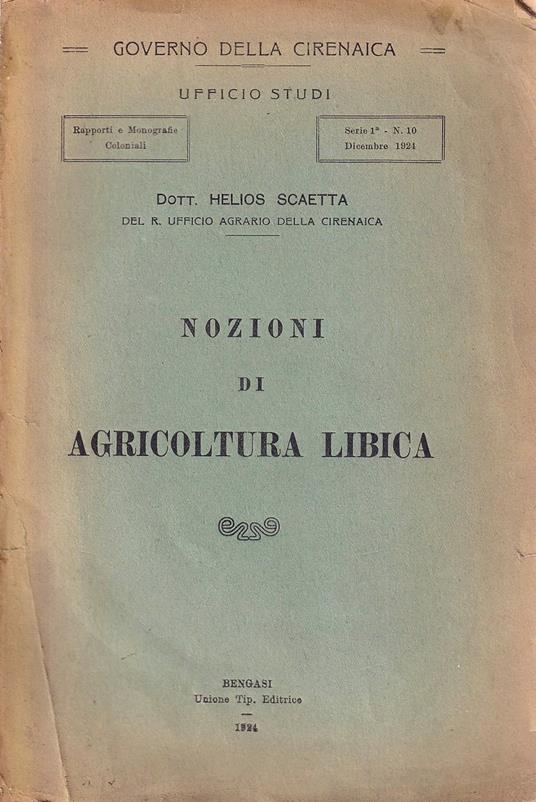 GOVERNO DELLA CIRENAICA
UFFICIO STUDI
Rapporti e Monografie
Coloniali
Serie 1ª - N. 10
Dicembre 1924
DOTT. HELIOS SCAETTA
DEL R. UFFICIO AGRARIO DELLA CIRENAICA
NOZIONI
DI
AGRICOLTURA LIBICA
BENGASI
Unione Tip. Editrice
1924